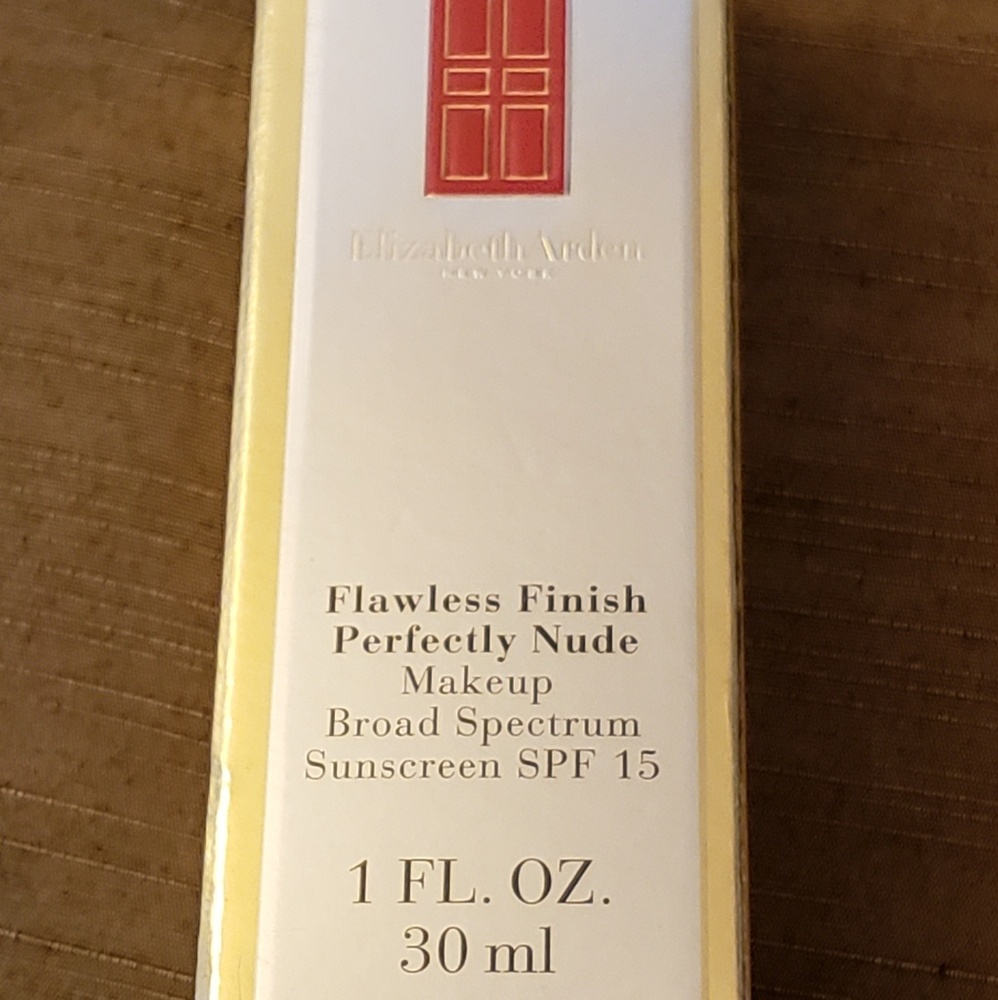 Elizabeth Arden
NEW YORK
Flawless Finish
Perfectly Nude
Makeup
Broad Spectrum
Sunscreen SPF 15
1 FL. OZ.
30 ml